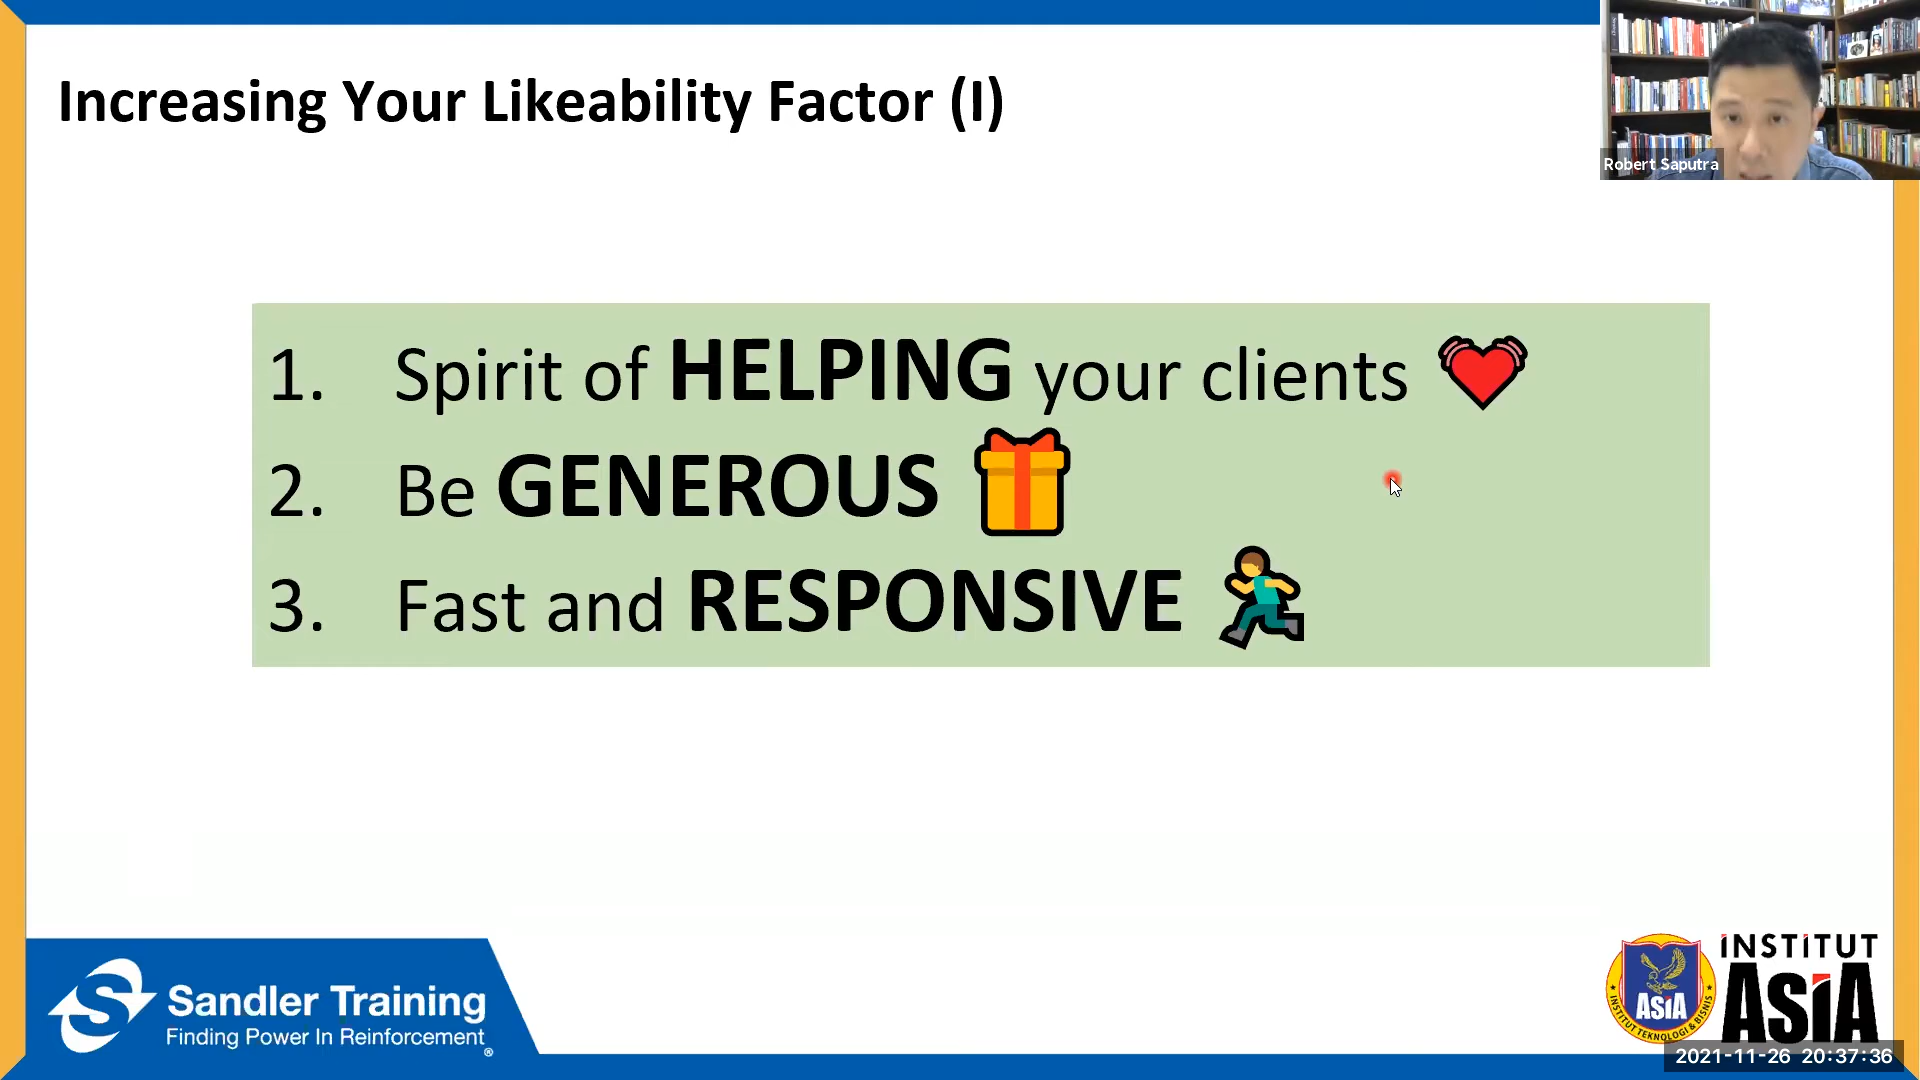 Increasing Your Likeability Factor (I)
Robert Saputra
1. Spirit of HELPING your clients
2. Be GENEROUS
3. Fast and RESPONSIVE
Sandler Training
Finding Power In Reinforcement®
ASiA
INSTITUT TEKNOLOGI & BISNIS
INSTiTUT
ASiA
2021-11-26 20:37:36